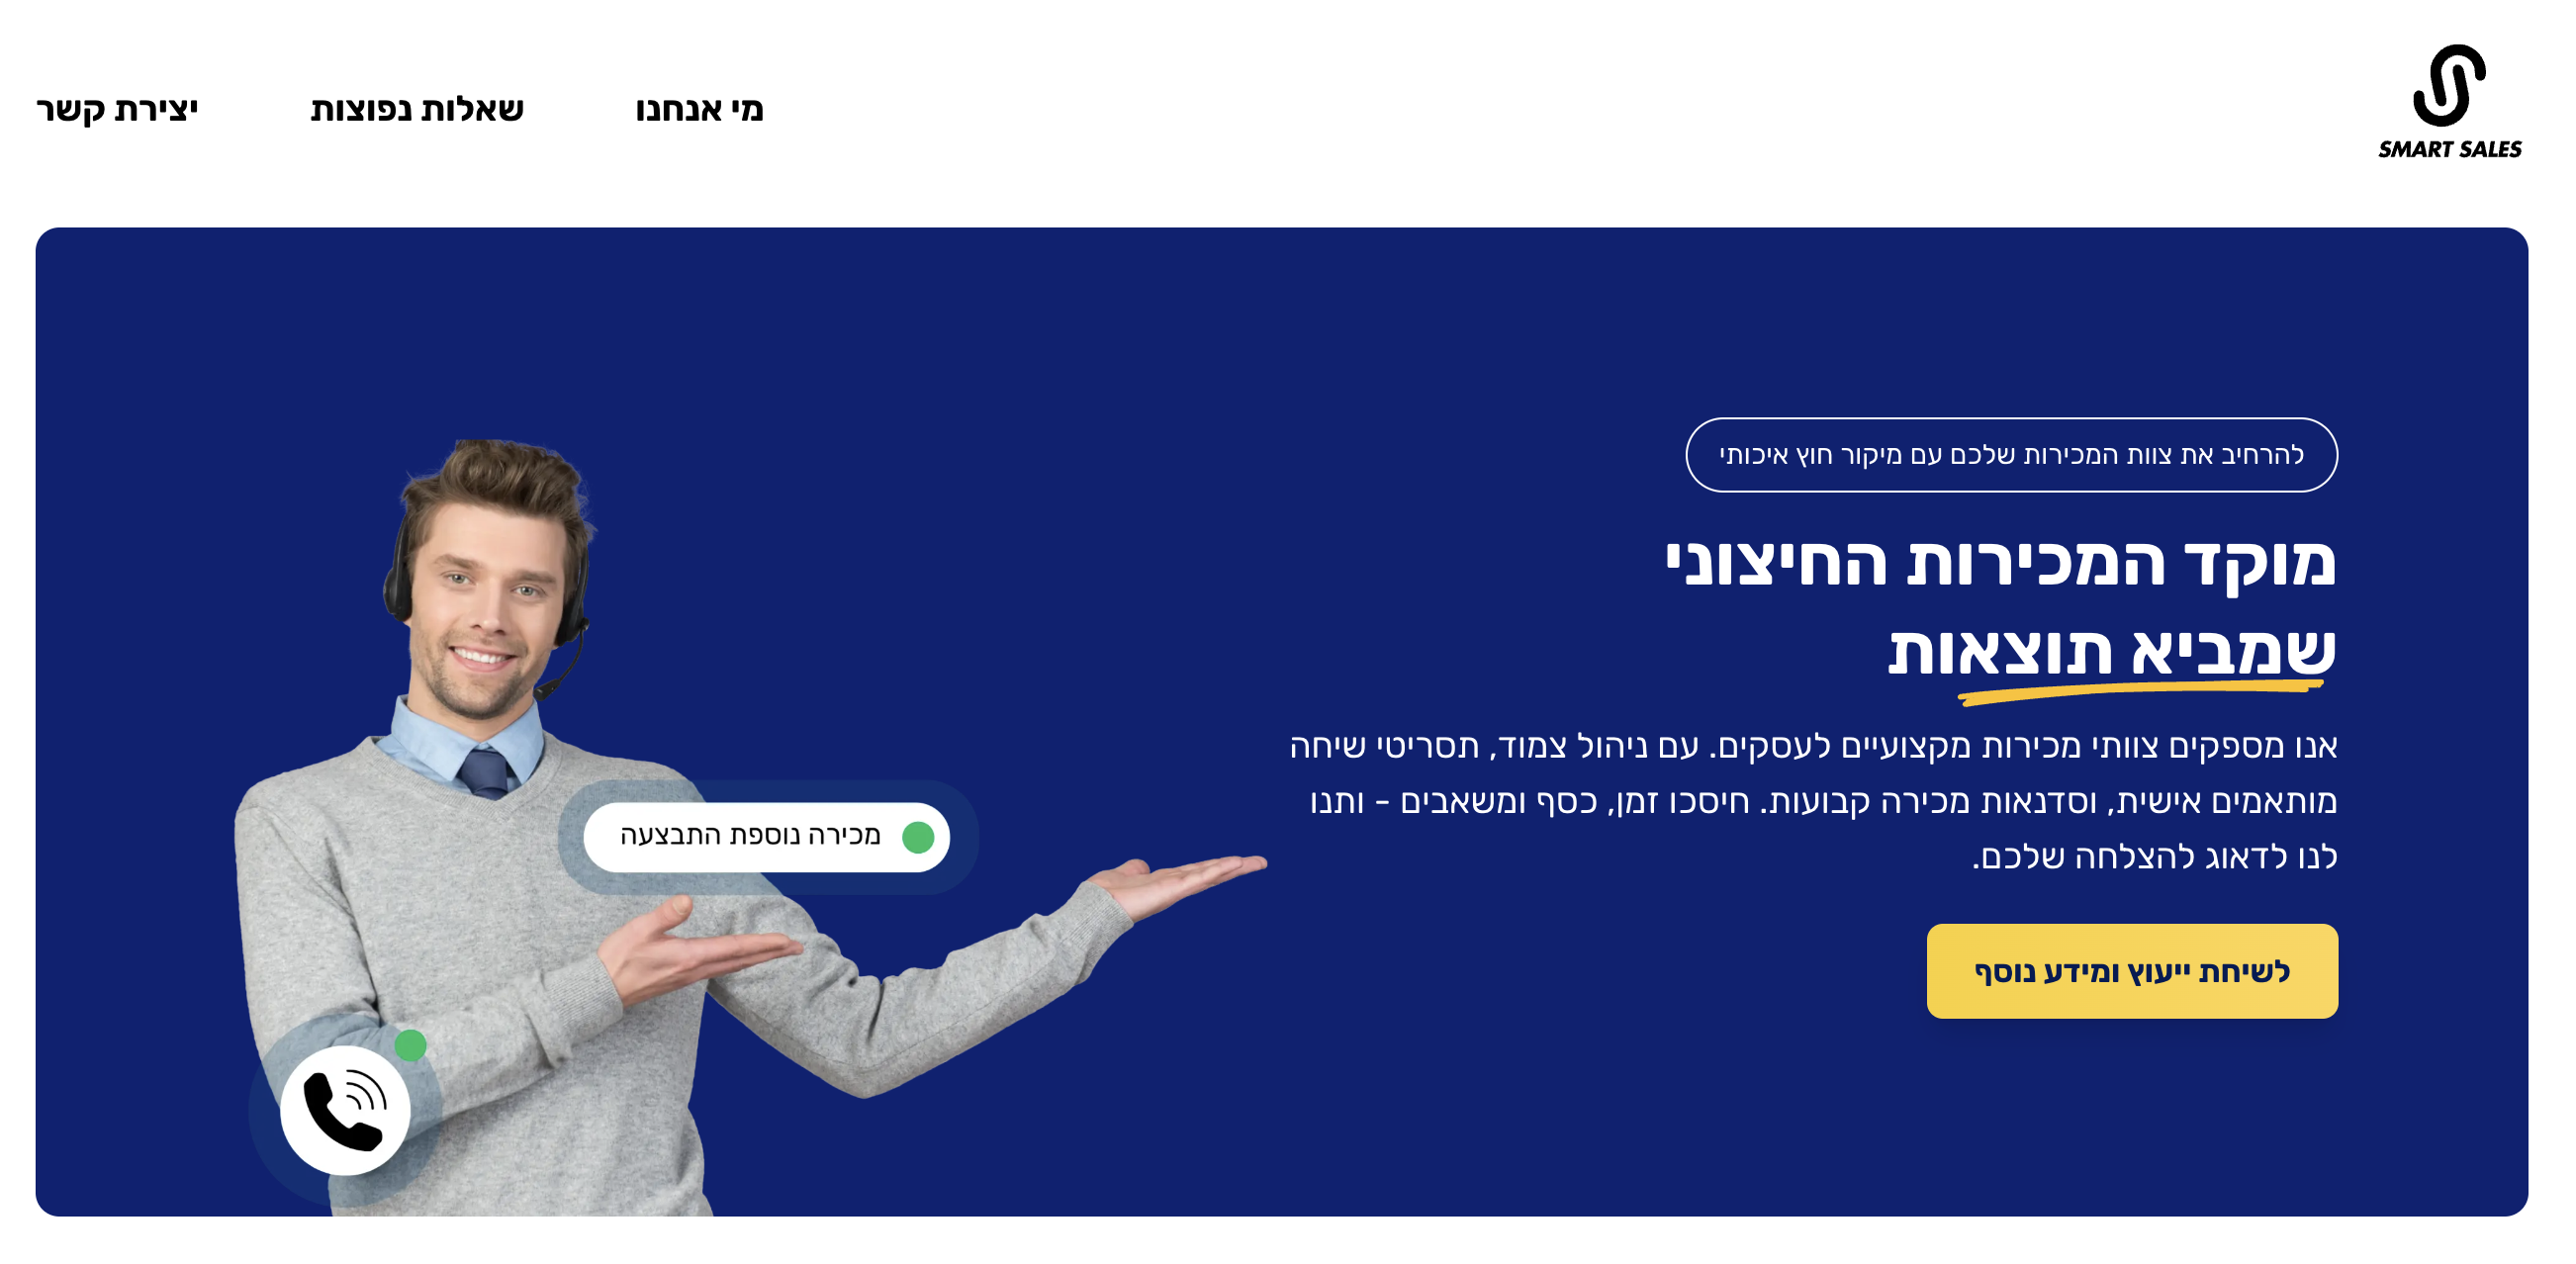 SMART SALES
מי אנחנו
שאלות נפוצות
יצירת קשר
להרחיב את צוות המכירות שלכם עם מיקור חוץ איכותי
מוקד המכירות החיצוני
שמביא תוצאות
אנו מספקים צוותי מכירות מקצועיים לעסקים. עם ניהול צמוד, תסריטי שיחה
מותאמים אישית, וסדנאות מכירה קבועות. חיסכו זמן, כסף ומשאבים - ותנו
לנו לדאוג להצלחה שלכם.
לשיחת ייעוץ ומידע נוסף
מכירה נוספת התבצעה